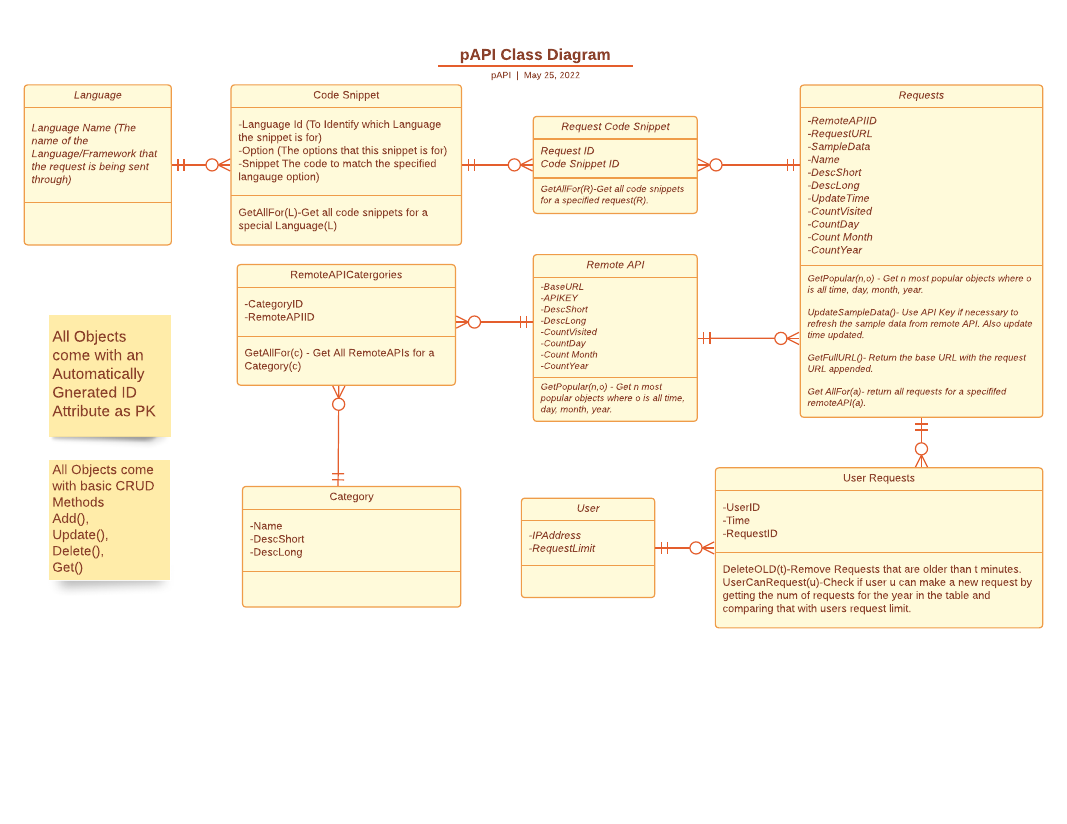 pAPI Class Diagram
pAPI | May 25, 2022
Language
Language Name (The
name of the
Language/Framework that
the request is being sent
through)
Code Snippet
-Language Id (To Identify which Language
the snippet is for)
-Option (The options that this snippet is for)
-Snippet The code to match the specified
langauge option)
GetAllFor(L)-Get all code snippets for a
special Language(L)
Request Code Snippet
Request ID
Code Snippet ID
GetAllFor(R)-Get all code snippets
for a specified request(R).
Requests
-RemoteAPIID
-RequestURL
-SampleData
-Name
-DescShort
-DescLong
-UpdateTime
-CountVisited
-CountDay
-Count Month
-CountYear
GetPopular(n,o) - Get n most popular objects where o
is all time, day, month, year.
UpdateSampleData()- Use API Key if necessary to
refresh the sample data from remote API. Also update
time updated.
GetFullURL()- Return the base URL with the request
URL appended.
Get AllFor(a)- return all requests for a specififed
remoteAPI(a).
RemoteAPICatergories
-CategoryID
-RemoteAPIID
GetAllFor(c) - Get All RemoteAPIs for a
Category(c)
Remote API
-BaseURL
-APIKEY
-DescShort
-DescLong
-CountVisited
-CountDay
-Count Month
-CountYear
GetPopular(n,o) - Get n most
popular objects where o is all time,
day, month, year.
All Objects
come with an
Automatically
Gnerated ID
Attribute as PK
All Objects come
with basic CRUD
Methods
Add(),
Update(),
Delete(),
Get()
Category
-Name
-DescShort
-DescLong
User
-IPAddress
-RequestLimit
User Requests
-UserID
-Time
-RequestID
DeleteOLD(t)-Remove Requests that are older than t minutes.
UserCanRequest(u)-Check if user u can make a new request by
getting the num of requests for the year in the table and
comparing that with users request limit.